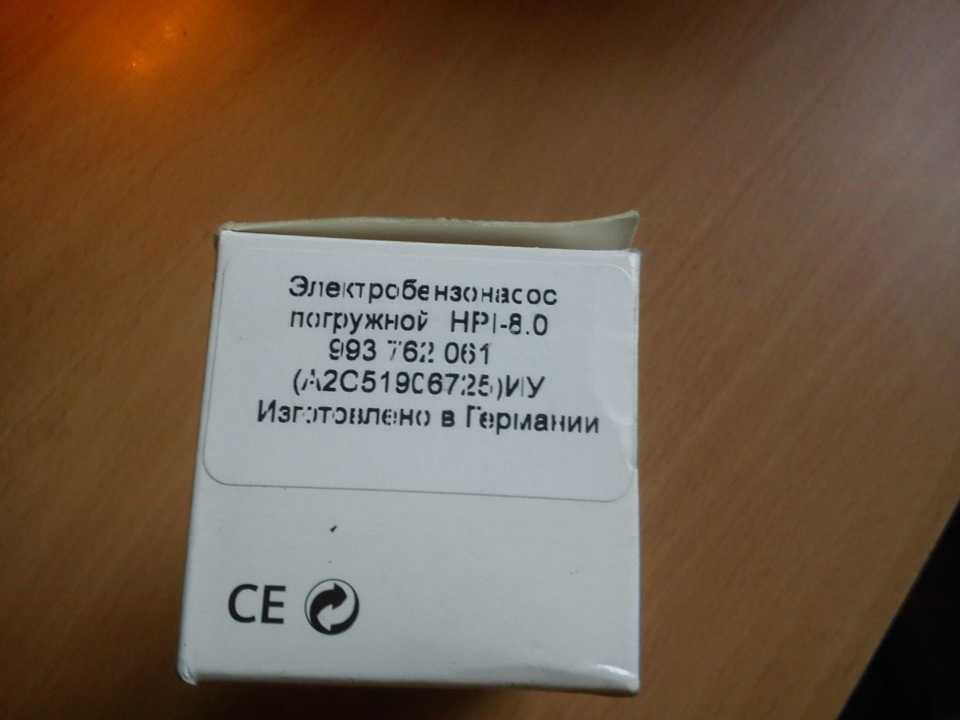 Электробензонасос
погружной HPI-8.0
993 762 061
(A2C51906725)ИУ
Изготовлено в Германии
CE